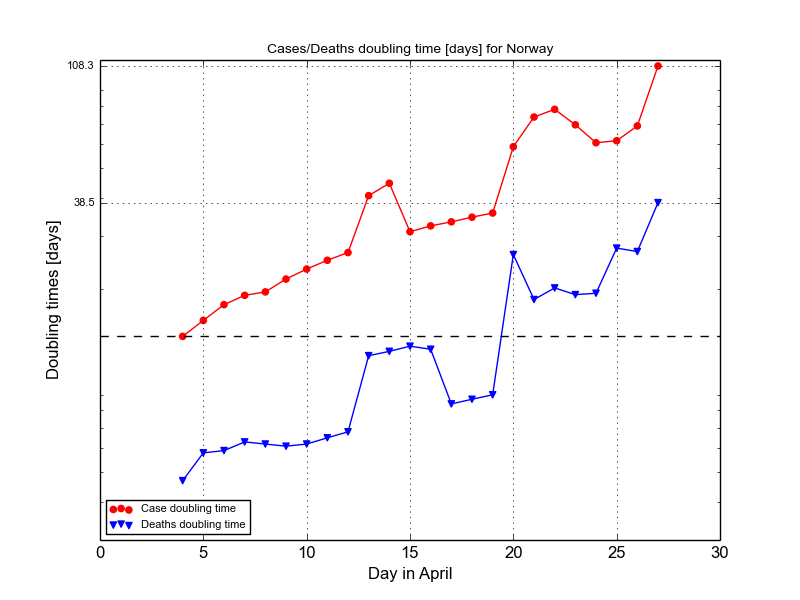 Cases/Deaths doubling time [days] for Norway
108.3
38.5
Doubling times [days]
Case doubling time
Deaths doubling time
0 5 10 15 20 25 30
Day in April